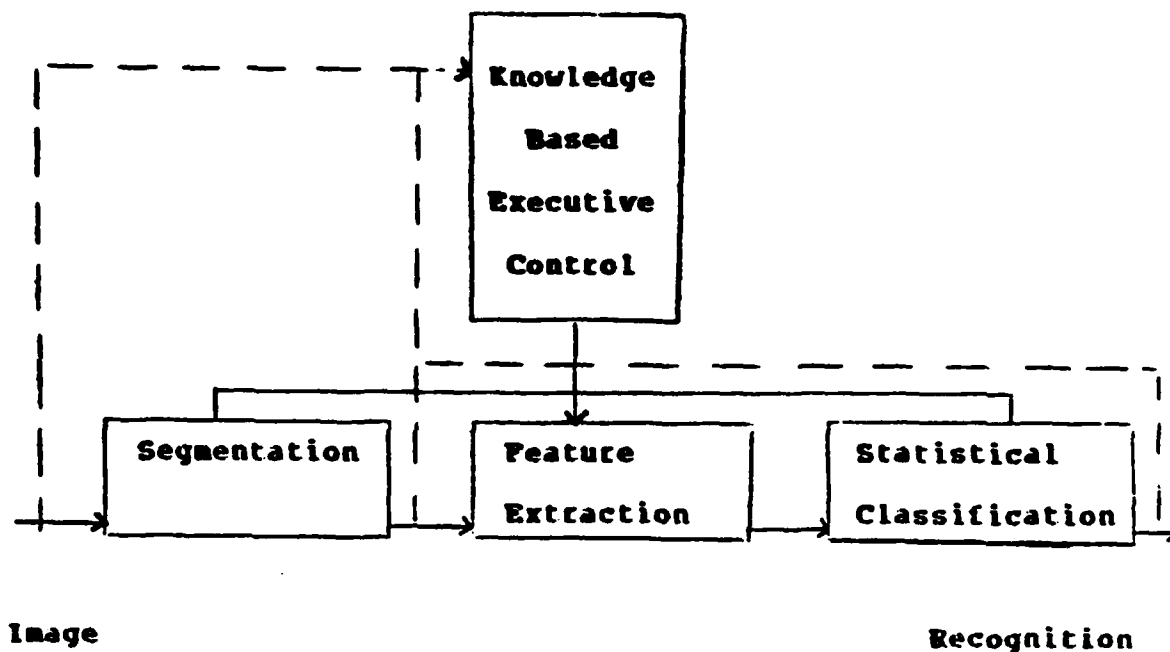 Knowledge
Based
Executive
Control
Segmentation
Feature
Extraction
Statistical
Classification
Image
Recognition